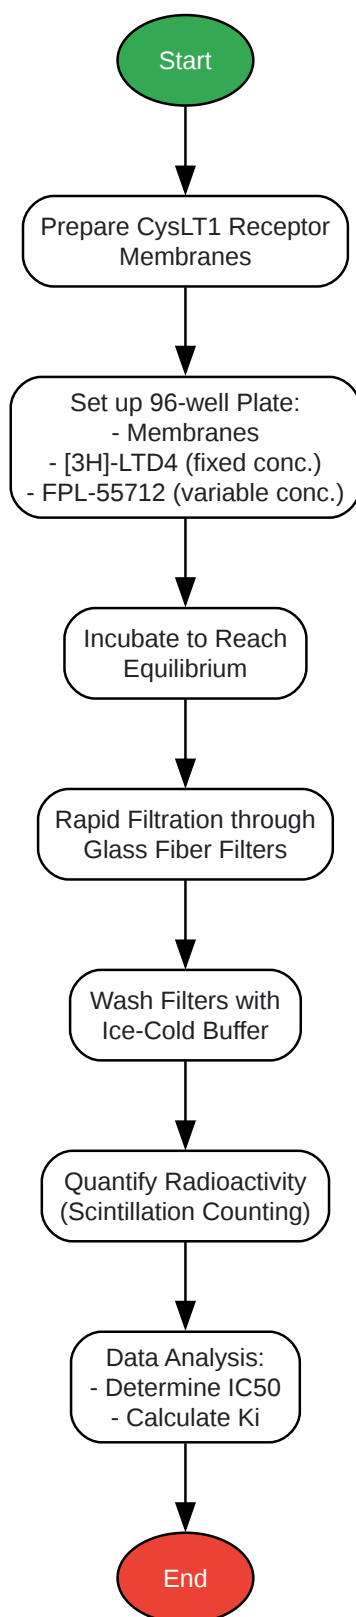 Start
Prepare CysLT1 Receptor
Membranes
Set up 96-well Plate:
- Membranes
- [3H]-LTD4 (fixed conc.)
- FPL-55712 (variable conc.)
Incubate to Reach
Equilibrium
Rapid Filtration through
Glass Fiber Filters
Wash Filters with
Ice-Cold Buffer
Quantify Radioactivity
(Scintillation Counting)
Data Analysis:
- Determine IC50
- Calculate Ki
End